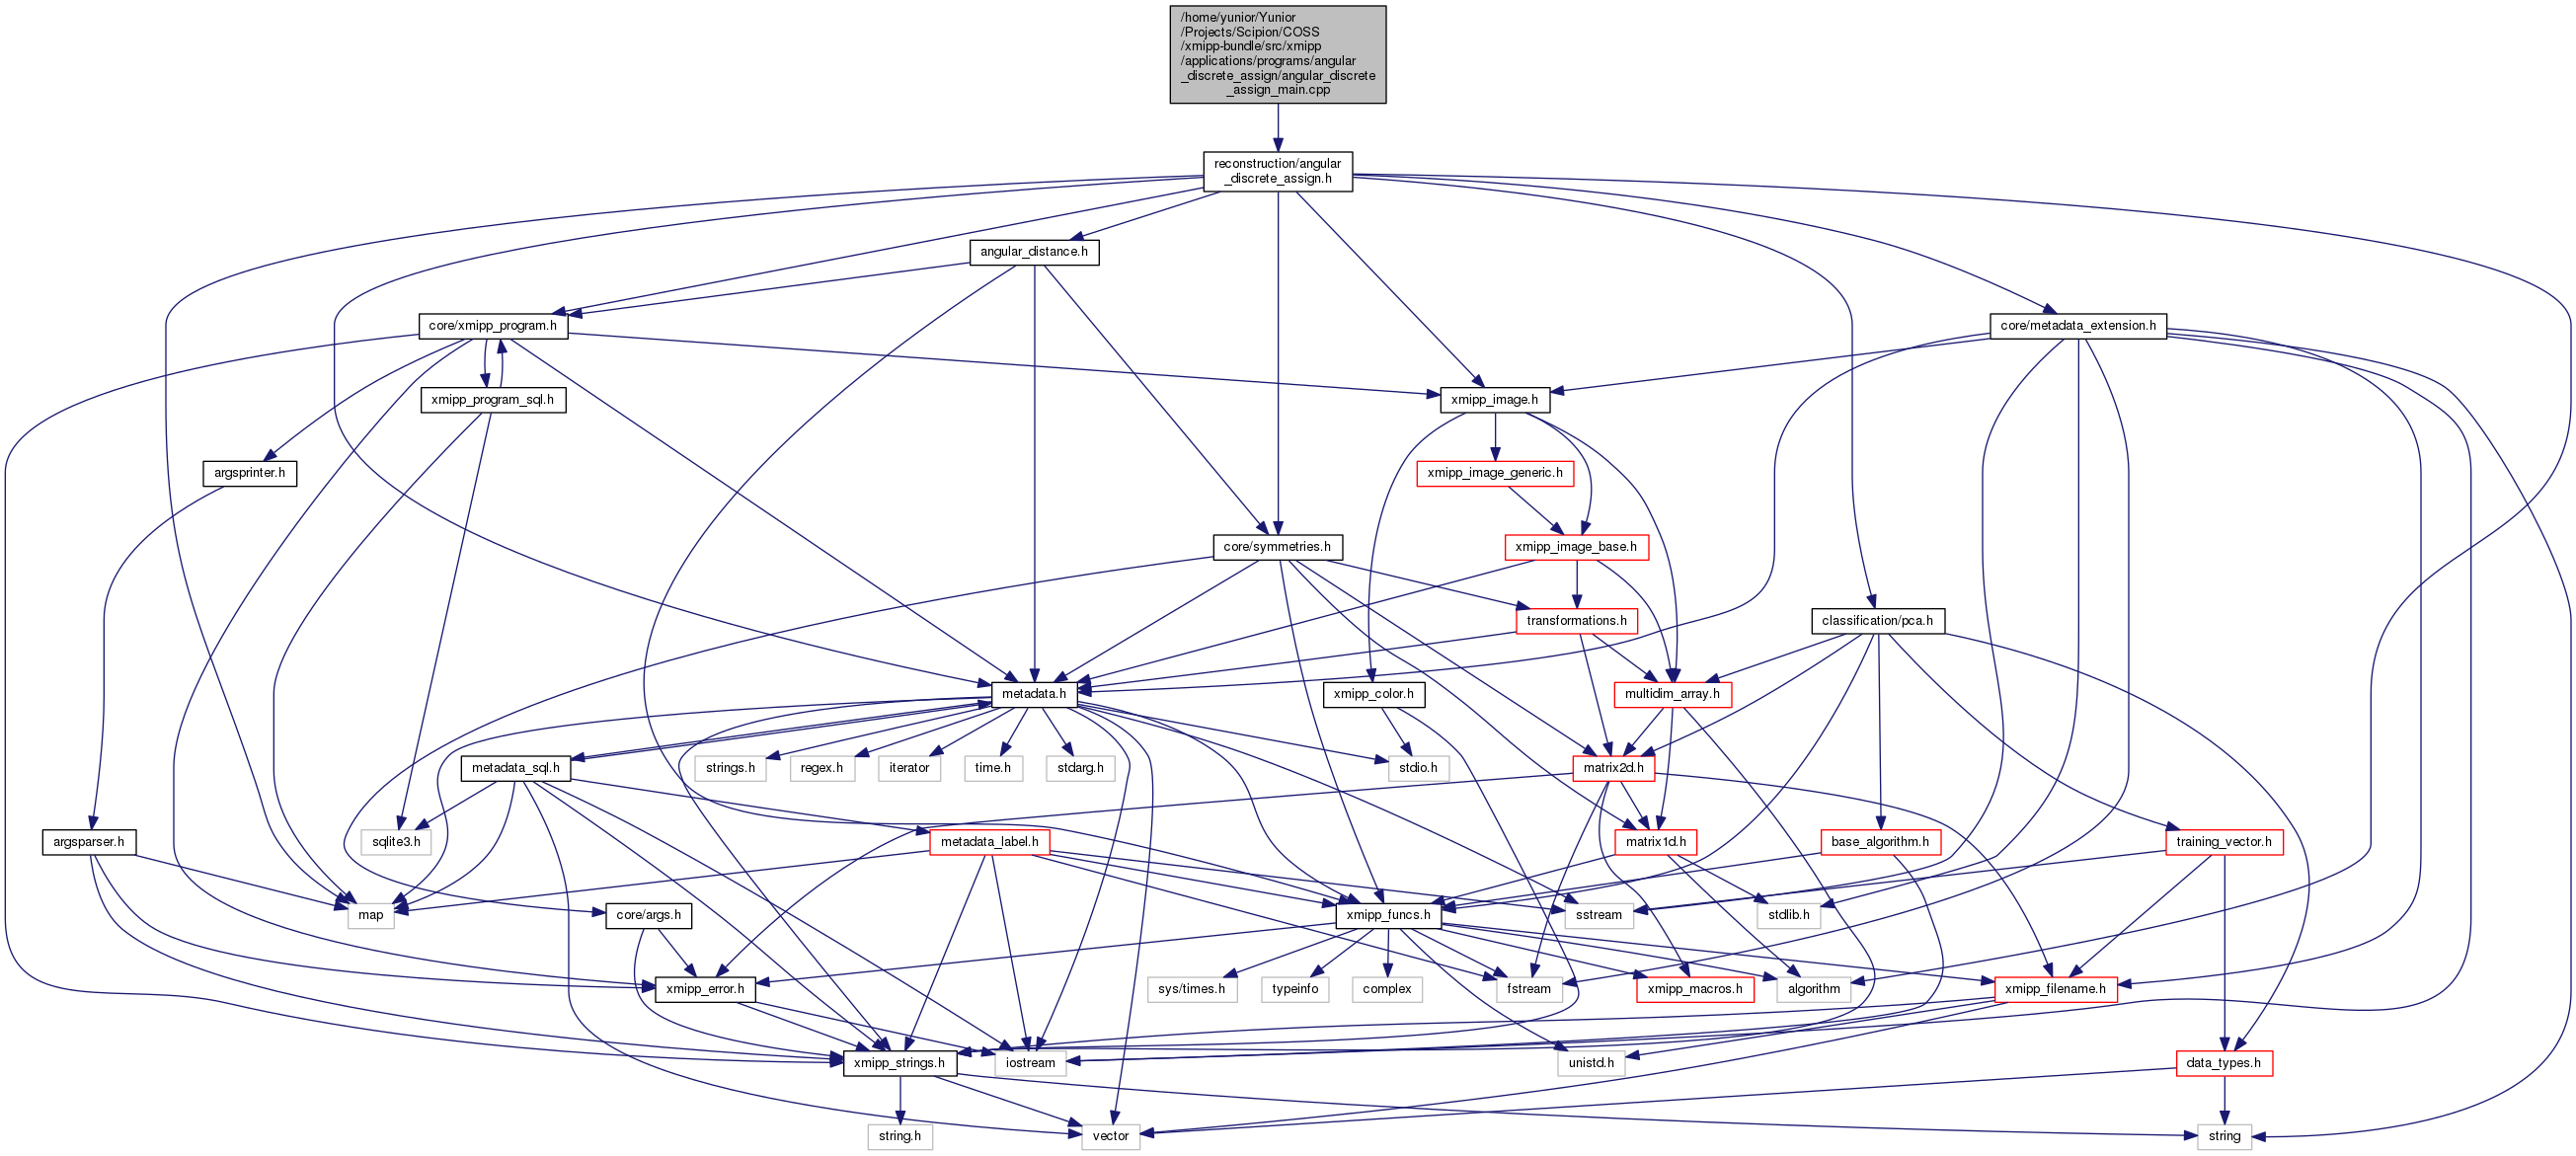 /home/yunior/Yunior
/Projects/Scipion/COSS
/xmipp-bundle/src/xmipp
/applications/programs/angular
_discrete_assign/angular_discrete
_assign_main.cpp
reconstruction/angular
_discrete_assign.h
angular_distance.h
core/xmipp_program.h
core/metadata_extension.h
xmipp_program_sql.h
xmipp_image.h
argsprinter.h
xmipp_image_generic.h
core/symmetries.h
xmipp_image_base.h
transformations.h
classification/pca.h
metadata.h
xmipp_color.h
multidim_array.h
metadata_sql.h
strings.h
regex.h
iterator
time.h
stdarg.h
stdio.h
matrix2d.h
argsparser.h
sqlite3.h
metadata_label.h
matrix1d.h
base_algorithm.h
training_vector.h
map
core/args.h
xmipp_funcs.h
sstream
stdlib.h
xmipp_error.h
sys/times.h
typeinfo
complex
fstream
xmipp_macros.h
algorithm
xmipp_filename.h
xmipp_strings.h
iostream
unistd.h
data_types.h
string.h
vector
string